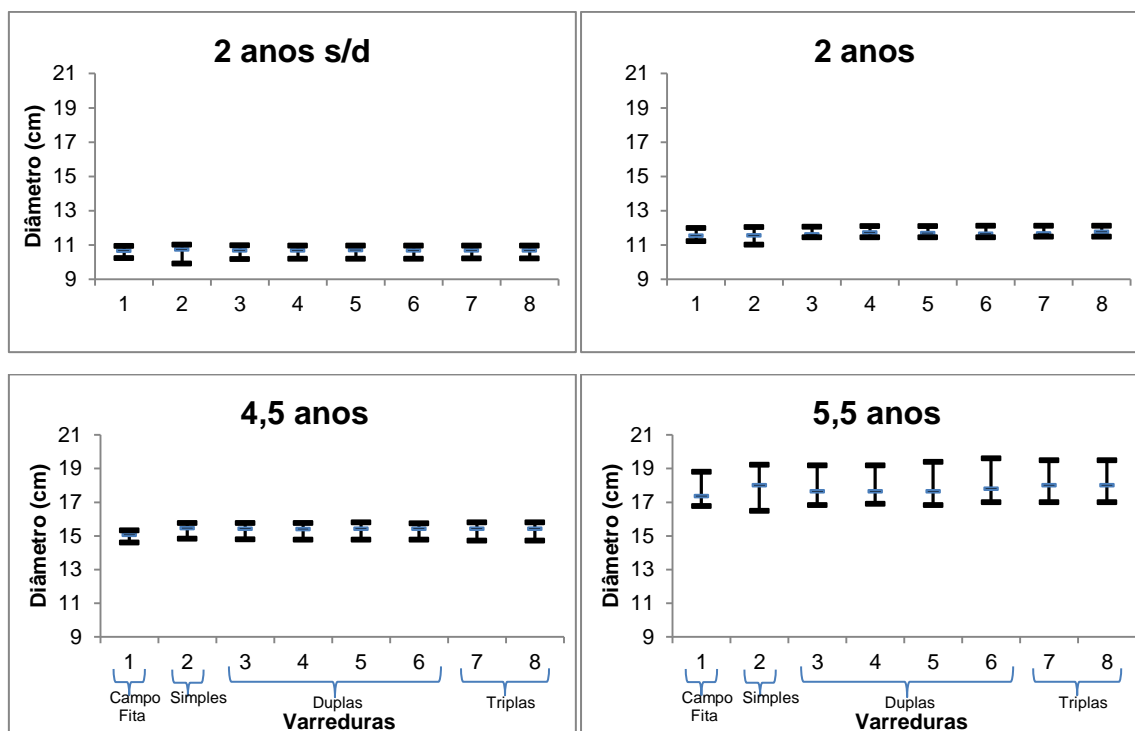 2 anos s/d
21
19
17
15
13
11
9
Diâmetro (cm)
1 2 3 4 5 6 7 8
2 anos
21
19
17
15
13
11
9
1 2 3 4 5 6 7 8
4,5 anos
21
19
17
15
13
11
9
Diâmetro (cm)
1 2 3 4 5 6 7 8
Campo
Fita
Simples
Duplas
Triplas
Varreduras
5,5 anos
21
19
17
15
13
11
9
Diâmetro (cm)
1 2 3 4 5 6 7 8
Campo
Fita
Simples
Duplas
Triplas
Varreduras